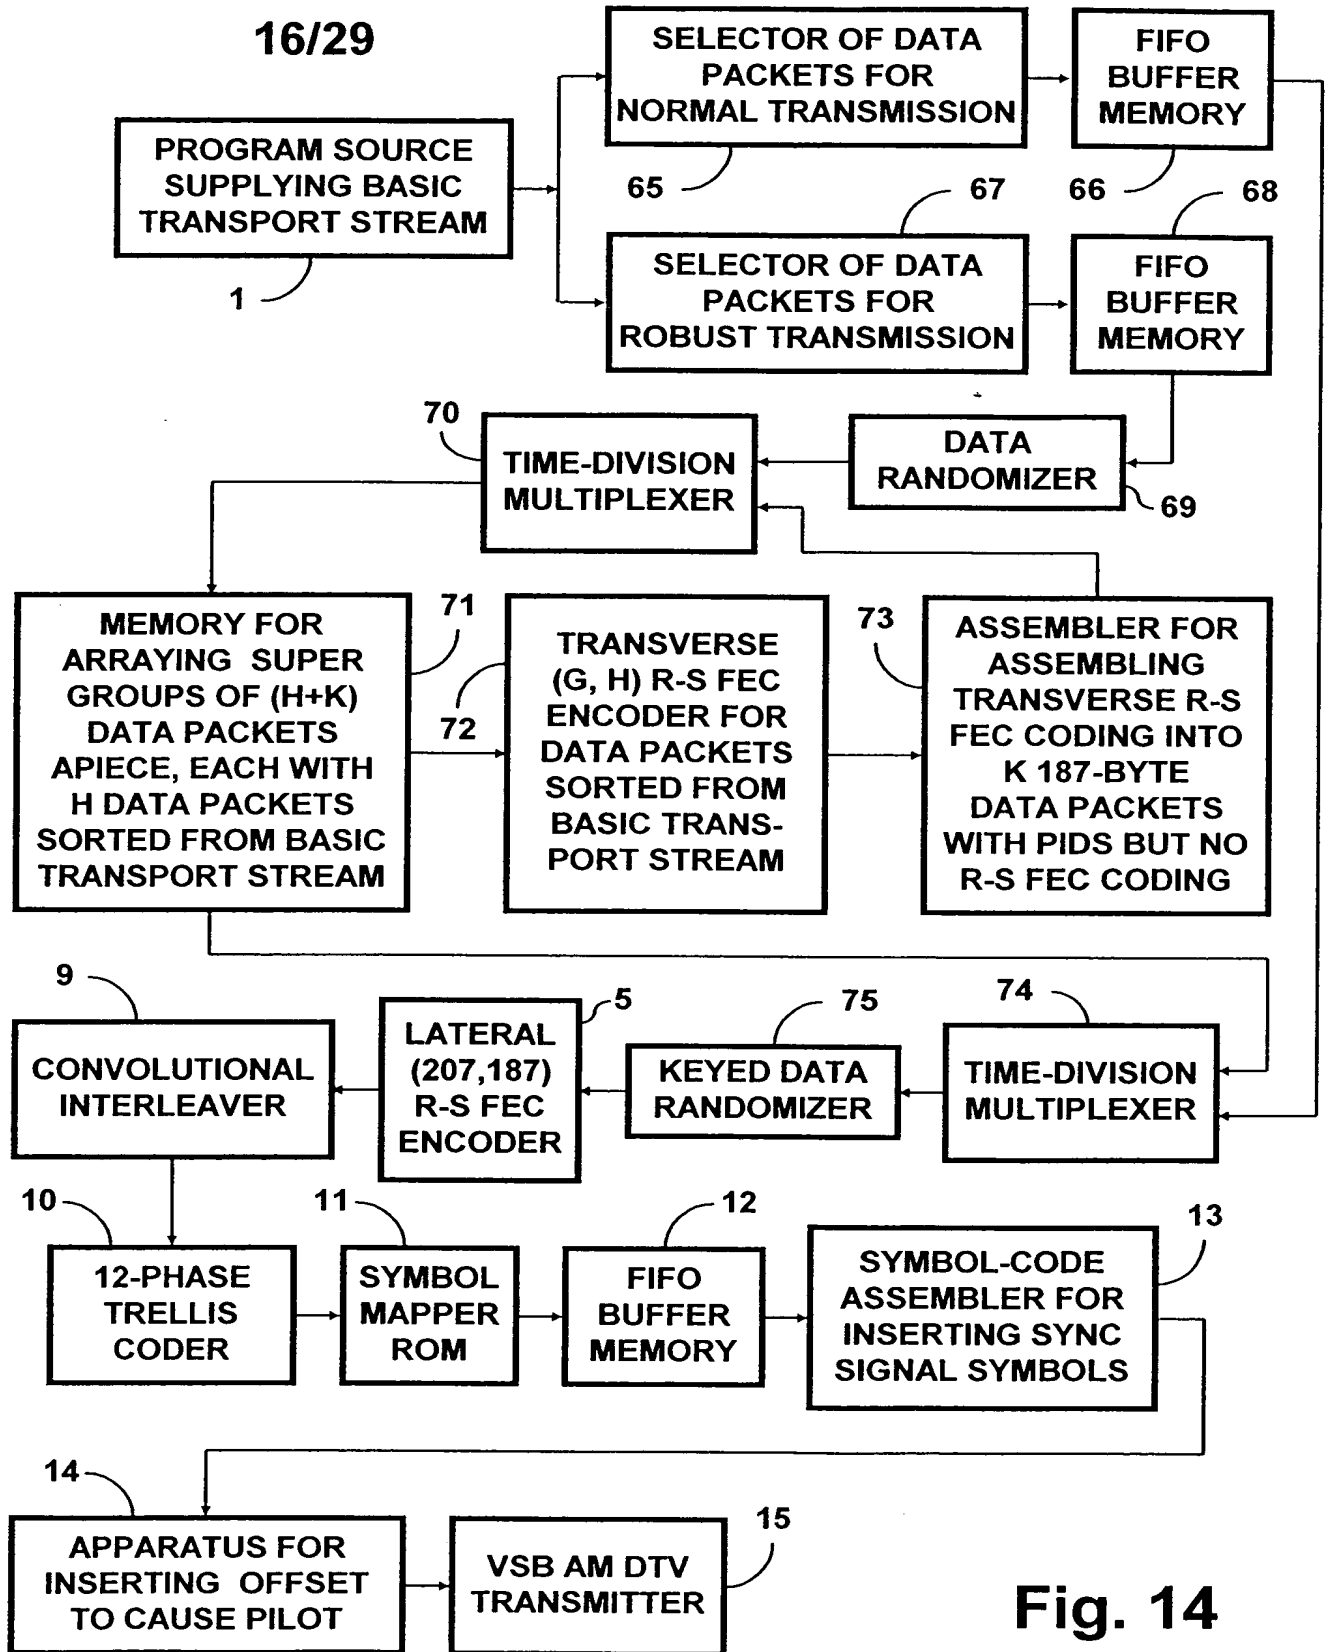 16/29
SELECTOR OF DATA
PACKETS FOR
NORMAL TRANSMISSION
65
FIFO
BUFFER
MEMORY
66
PROGRAM SOURCE
SUPPLYING BASIC
TRANSPORT STREAM
1
67
SELECTOR OF DATA
PACKETS FOR
ROBUST TRANSMISSION
68
FIFO
BUFFER
MEMORY
70
TIME-DIVISION
MULTIPLEXER
DATA
RANDOMIZER
69
MEMORY FOR
ARRAYING SUPER
GROUPS OF (H+K)
DATA PACKETS
APIECE, EACH WITH
H DATA PACKETS
SORTED FROM BASIC
TRANSPORT STREAM
71
72
TRANSVERSE
(G, H) R-S FEC
ENCODER FOR
DATA PACKETS
SORTED FROM
BASIC TRANS-
PORT STREAM
73
ASSEMBLER FOR
ASSEMBLING
TRANSVERSE R-S
FEC CODING INTO
K 187-BYTE
DATA PACKETS
WITH PIDS BUT NO
R-S FEC CODING
9
CONVOLUTIONAL
INTERLEAVER
5
LATERAL
(207,187)
R-S FEC
ENCODER
75
KEYED DATA
RANDOMIZER
74
TIME-DIVISION
MULTIPLEXER
10
12-PHASE
TRELLIS
CODER
11
SYMBOL
MAPPER
ROM
12
FIFO
BUFFER
MEMORY
13
SYMBOL-CODE
ASSEMBLER FOR
INSERTING SYNC
SIGNAL SYMBOLS
14
APPARATUS FOR
INSERTING OFFSET
TO CAUSE PILOT
15
VSB AM DTV
TRANSMITTER
Fig. 14